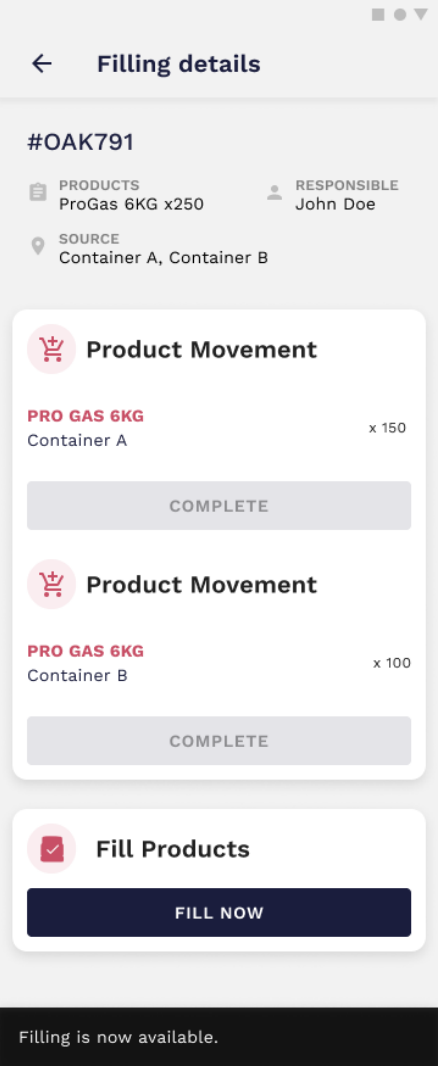 Filling details
#OAK791
PRODUCTS
ProGas 6KG x250
RESPONSIBLE
John Doe
SOURCE
Container A, Container B
Product Movement
PRO GAS 6KG
Container A
x 150
COMPLETE
Product Movement
PRO GAS 6KG
Container B
x 100
COMPLETE
Fill Products
FILL NOW
Filling is now available.